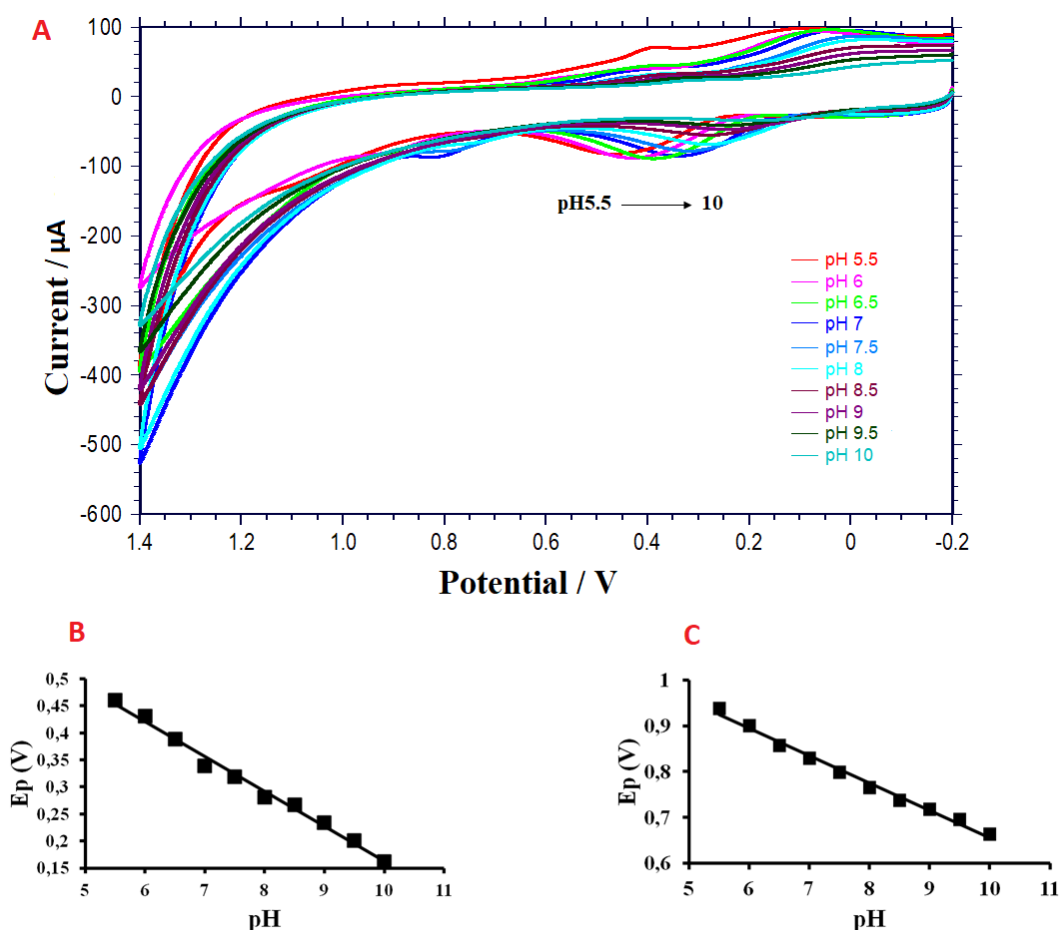 A
100
0
-100
-200
-300
-400
-500
-600
Current / µA
pH5.5 → 10
pH 5.5
pH 6
pH 6.5
pH 7
pH 7.5
pH 8
pH 8.5
pH 9
pH 9.5
pH 10
1.4 1.2 1.0 0.8 0.6 0.4 0.2 0 -0.2
Potential / V
B
0,5
0,45
0,4
0,35
0,3
0,25
0,2
0,15
Ep (V)
5 6 7 8 9 10 11
pH
C
1
0,9
0,8
0,7
0,6
Ep (V)
5 6 7 8 9 10 11
pH